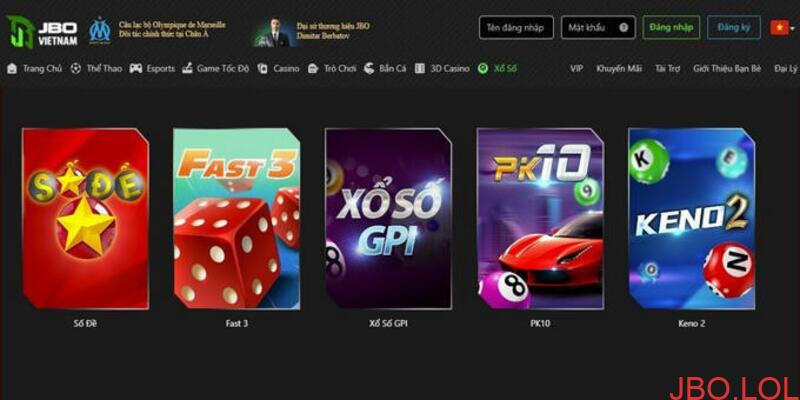 JBO
VIETNAM
Câu lạc bộ Olympique de Marseille
Đối tác chính thức tại Châu Á
Đại sứ thương hiệu JBO
Dimitar Berbatov
Tên đăng nhập
Mật khẩu
Đăng nhập
Đăng ký
Trang Chủ
Thể Thao
Esports
Game Tốc Độ
Casino
Trò Chơi
Bắn Cá
3D Casino
Xổ Số
VIP
Khuyến Mãi
Tài Trợ
Giới Thiệu Bạn Bè
Đại Lý
SỐ ĐỀ
FAST 3
XỔ SỐ
GPI
8
PK10
9
8
K
E
KENO 2
N
Số Đề
Fast 3
Xổ Số GPI
PK10
Keno 2
JBO.LOL